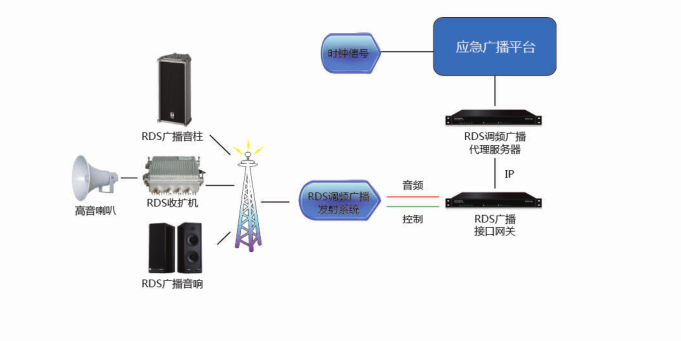 应急广播平台
时钟信号
RDS调频广播
代理服务器
IP
RDS广播音柱
RDS收扩机
高音喇叭
RDS调频广播
发射系统
音频
控制
RDS广播
接口网关
RDS广播音响